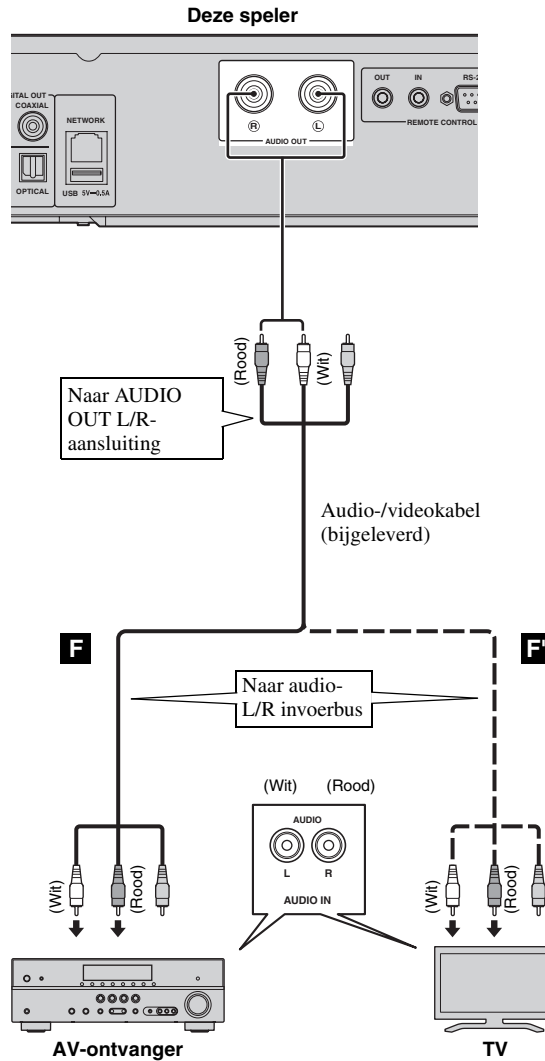 Deze speler
ITAL OUT
COAXIAL
OPTICAL
NETWORK
USB 5V⎓0.5A
R
L
AUDIO OUT
OUT
IN
RS-2
REMOTE CONTROL
(Rood)
(Wit)
Naar AUDIO
OUT L/R-
aansluiting
Audio-/videokabel
(bijgeleverd)
F
F'
Naar audio-
L/R invoerbus
(Wit)
(Rood)
AUDIO
L
R
AUDIO IN
(Wit)
(Rood)
(Wit)
(Rood)
AV-ontvanger
TV